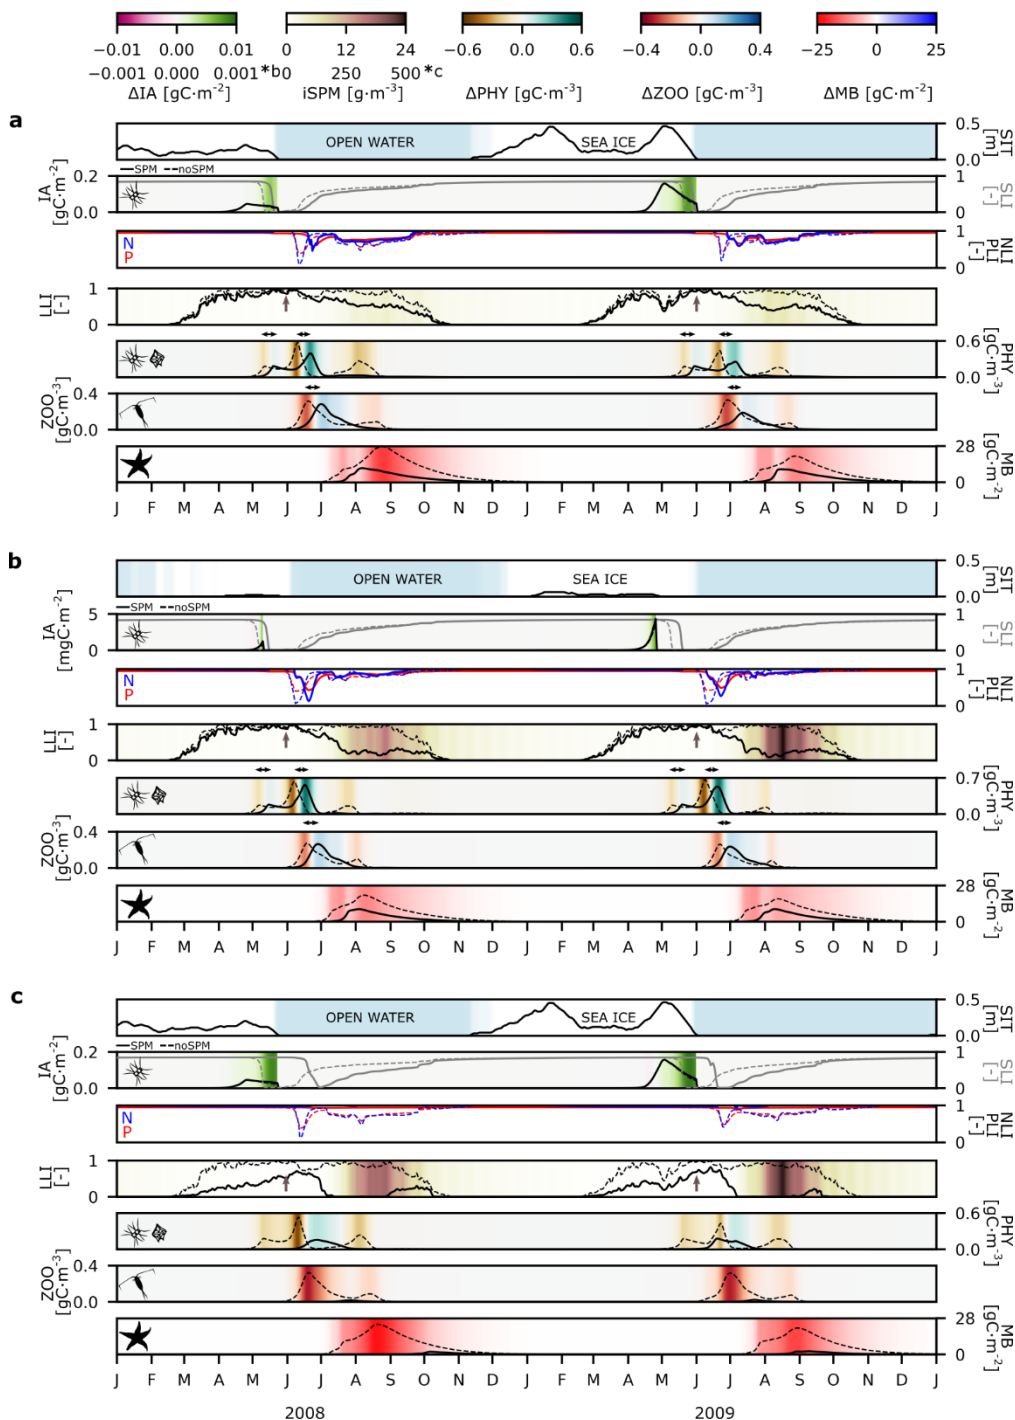 −0.01 0.00 0.01 0 12 24 −0.6 0.0 0.6 −0.4 0.0 0.4 −25 0 25
−0.001 0.000 0.001*b 0 250 500*c
ΔIA [gC·m⁻²] iSPM [g·m⁻³] ΔPHY [gC·m⁻³] ΔZOO [gC·m⁻³] ΔMB [gC·m⁻²]
a
OPEN WATER SEA ICE 0.5 0.0 SIT [m]
SPM noSPM
IA [gC·m⁻²] 0.2 0.0 1 0 SLI [-]
N P 1 0 NLI PLI [-]
LLI [-] 1 0
0.6 0.0 PHY [gC·m⁻³]
ZOO [gC·m⁻³] 0.4 0.0
28 0 MB [gC·m⁻²]
J F M A M J J A S O N D J F M A M J J A S O N D J
b
OPEN WATER SEA ICE 0.5 0.0 SIT [m]
SPM noSPM
IA [mgC·m⁻²] 5 0 1 0 SLI [-]
N P 1 0 NLI PLI [-]
LLI [-] 1 0
0.7 0.0 PHY [gC·m⁻³]
ZOO [gC·m⁻³] 0.4 0.0
28 0 MB [gC·m⁻²]
J F M A M J J A S O N D J F M A M J J A S O N D J
c
OPEN WATER SEA ICE 0.5 0.0 SIT [m]
SPM noSPM
IA [gC·m⁻²] 0.2 0.0 1 0 SLI [-]
N P 1 0 NLI PLI [-]
LLI [-] 1 0
0.6 0.0 PHY [gC·m⁻³]
ZOO [gC·m⁻³] 0.4 0.0
28 0 MB [gC·m⁻²]
J F M A M J J A S O N D J F M A M J J A S O N D J
2008 2009